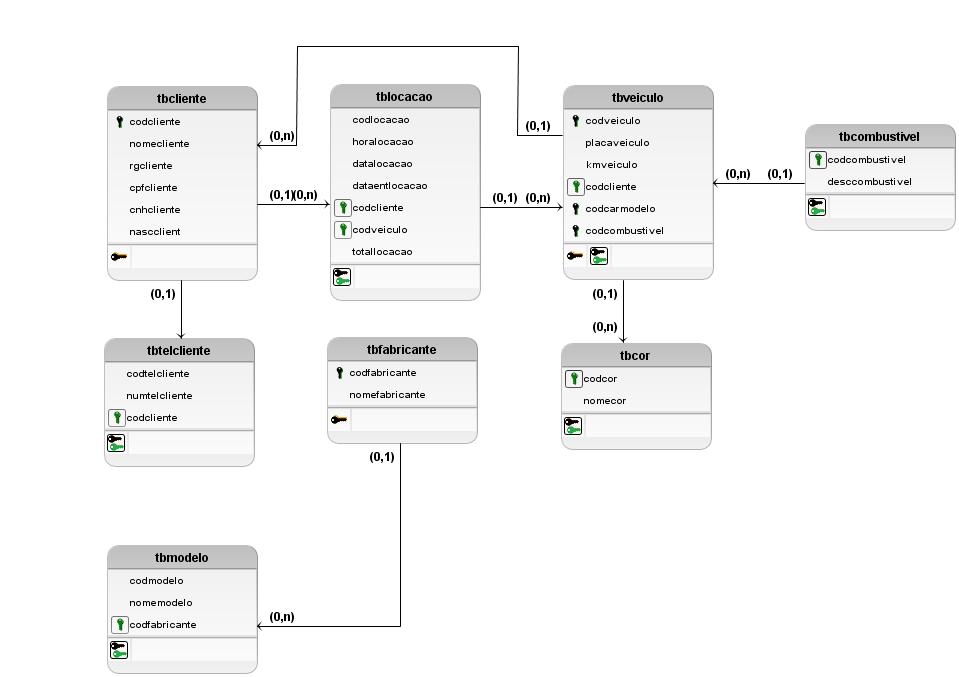 tbcliente
codcliente
nomecliente
rgcliente
cpfcliente
cnhcliente
nascclient
(0,n)
(0,1)(0,n)
(0,1)
tblocacao
codlocacao
horalocacao
datalocacao
dataentlocacao
codcliente
codveiculo
totallocacao
(0,1)
(0,1) (0,n)
tbveiculo
codveiculo
placaveiculo
kmveiculo
codcliente
codcarmodelo
codcombustivel
(0,n) (0,1)
(0,1)
(0,n)
tbcombustivel
codcombustivel
desccombustivel
tbtelcliente
codtelcliente
numtelcliente
codcliente
tbfabricante
codfabricante
nomefabricante
(0,1)
tbcor
codcor
nomecor
tbmodelo
codmodelo
nomemodelo
codfabricante
(0,n)